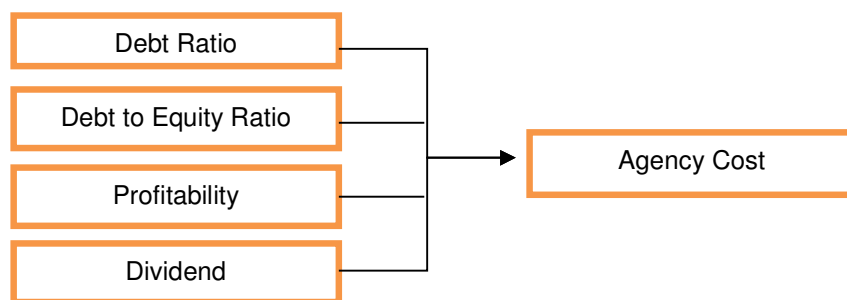 Debt Ratio
Debt to Equity Ratio
Profitability
Dividend
Agency Cost